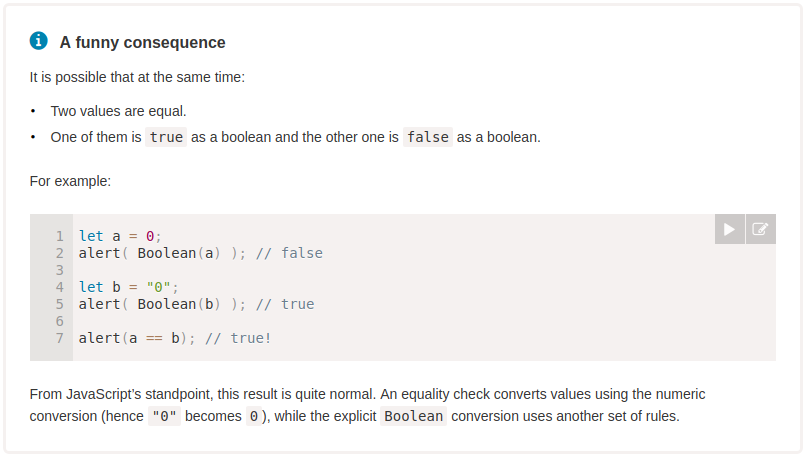 A funny consequence
It is possible that at the same time:
• Two values are equal.
• One of them is true as a boolean and the other one is false as a boolean.
For example:
1 let a = 0;
2 alert( Boolean(a) ); // false
3
4 let b = "0";
5 alert( Boolean(b) ); // true
6
7 alert(a == b); // true!
From JavaScript's standpoint, this result is quite normal. An equality check converts values using the numeric
conversion (hence "0" becomes 0), while the explicit Boolean conversion uses another set of rules.